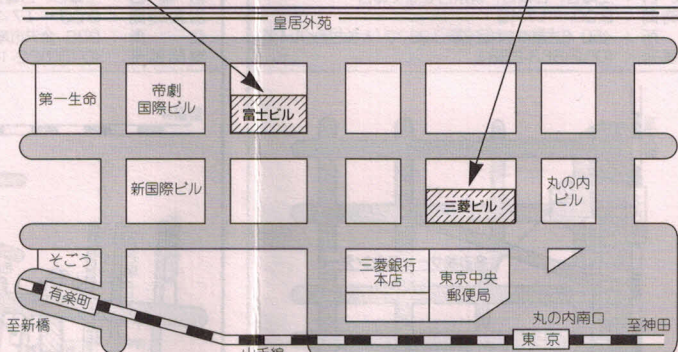 皇居外苑
第一生命
帝劇
国際ビル
富士ビル
新国際ビル
三菱ビル
丸の内
ビル
そごう
三菱銀行
本店
東京中央
郵便局
有楽町
至新橋
山手線
丸の内南口
東京
至神田